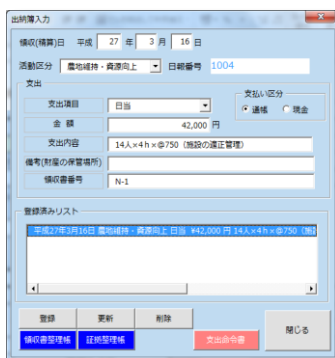 出納簿入力
領収(精算)日 平成 27 年 3 月 16 日
活動区分 農地維持・資源向上 日報番号 1004
支出
支払い区分
支出項目 日当 通帳 現金
金 額 42,000 円
支出内容 14人×4ｈ×@750（施設の適正管理）
備考(財産の保管場所)
領収書番号 N-1
登録済みリスト
平成27年3月16日 農地維持・資源向上 日当 ¥42,000 円 14人×4ｈ×@750（施
登録 更新 削除 閉じる
領収書整理帳 証拠整理帳 支出命令書